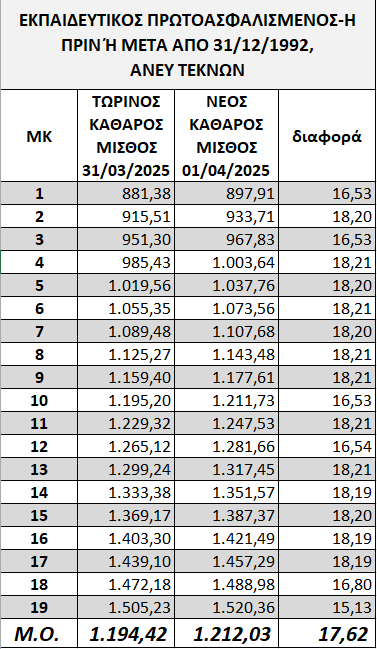 ΕΚΠΑΙΔΕΥΤΙΚΟΣ ΠΡΩΤΟΑΣΦΑΛΙΣΜΕΝΟΣ-Η
ΠΡΙΝ Ή ΜΕΤΑ ΑΠΟ 31/12/1992,
ΑΝΕΥ ΤΕΚΝΩΝ
ΜΚ ΤΩΡΙΝΟΣ ΚΑΘΑΡΟΣ ΜΙΣΘΟΣ 31/03/2025 ΝΕΟΣ ΚΑΘΑΡΟΣ ΜΙΣΘΟΣ 01/04/2025 διαφορά
1 881,38 897,91 16,53
2 915,51 933,71 18,20
3 951,30 967,83 16,53
4 985,43 1.003,64 18,21
5 1.019,56 1.037,76 18,20
6 1.055,35 1.073,56 18,21
7 1.089,48 1.107,68 18,20
8 1.125,27 1.143,48 18,21
9 1.159,40 1.177,61 18,21
10 1.195,20 1.211,73 16,53
11 1.229,32 1.247,53 18,21
12 1.265,12 1.281,66 16,54
13 1.299,24 1.317,45 18,21
14 1.333,38 1.351,57 18,19
15 1.369,17 1.387,37 18,20
16 1.403,30 1.421,49 18,19
17 1.439,10 1.457,29 18,19
18 1.472,18 1.488,98 16,80
19 1.505,23 1.520,36 15,13
Μ.Ο. 1.194,42 1.212,03 17,62